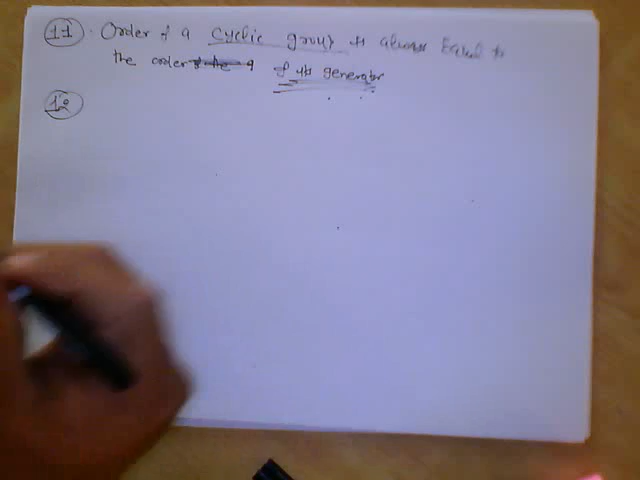 11. Order of a cyclic group is always Equal to
the order of its generator
12